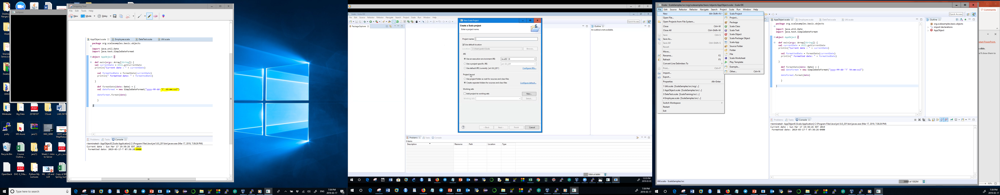 eclipses
Narges L
Desktop
Minikube
Big Data
20190107
OSsub
LAB 2W19
putty
MS Azure
jars(1)
IMG_6898
HDFS and
MapReduc
Recycle Bin
Course
Outline ...
jars(1)
Week 2 -Intro
to Server
OpenStack
EHC-E_Filla...
Python My
Lectures
ML - LR and
LLR
Copy of BD
Spring_Sum
GNS3
Type here to search
Snipping Tool
File Edit Tools Help
New Mode Delay
AppObject.scala Employee.scala DateTest.scala Util.scala
package org.scalasamples.basic.objects
import java.util.Date
import java.text.SimpleDateFormat
object AppObject {
def main(args: Array[String]) {
val currentDate = Util.getCurrentDate
println("Current date : " + currentDate)
val formattedDate = formatDate(currentDate)
println(" Formatted date: " + formattedDate)
}
def formatDate(date: Date) = {
val dateformat = new SimpleDateFormat("yyyy-MM-dd-'T' hh:mm:ssZ")
dateformat.format(date)
}
}
Problems Tasks Console
<terminated> AppObject$ [Scala Application] C:\Program Files\Java\jre1.8.0_201\bin\javaw.exe (Mar 17, 2019, 7:38:26 PM)
Current date : Sun Mar 17 19:38:26 EDT 2019
Formatted date: 2019-03-17-T 07:38:26-0400
ENG
7:39 PM
2019-03-17
Scala - Scala IDE
File Edit Source Refactor Refactor Navigate Search Project Scala Run Window Help
Quick Access
Package Explorer
Outline
An outline is not available.
New Scala Project
Create a Scala project
Enter a project name.
Project name:
Use default location
Location: C:\Users\pedro\Scala Browse...
JRE
Use an execution environment JRE: JavaSE-1.8
Use a project specific JRE: jre1.8.0_201
Use default JRE (currently 'jre1.8.0_201') Configure JREs...
Project layout
Use project folder as root for sources and class files
Create separate folders for sources and class files Configure default...
Working sets
Add project to working sets New...
Working sets: Select...
< Back Next > Finish Cancel
Problems Tasks Console
0 items
Description Resource Path Location Type
198M of 948M
12:35 PM
2019-03-03
7:39 PM
2019-03-17
Scala - ScalaSamples/src/org/scalasamples/basic/objects/AppObject.scala - Scala IDE
File Edit Source Refactor Refactor Navigate Search Project Scala Run Window Help
New Alt+Shift+N
Open File...
Open Projects from File System...
Close Ctrl+W
Close All Ctrl+Shift+W
Save Ctrl+S
Save As...
Save All Ctrl+Shift+S
Revert
Move...
Rename... F2
Refresh F5
Convert Line Delimiters To
Print... Ctrl+P
Import...
Export...
Properties Alt+Enter
1 Util.scala [ScalaSamples/src/org/...]
2 AppObject.scala [ScalaSamples/src/...]
3 DateTest.scala [ScalaTraining/src/...]
4 Employee.scala [ScalaSamples/src/...]
Switch Workspace
Restart
Exit
Scala Project
Project...
Package
Scala Class
Scala Trait
Scala Object
Scala Package Object
Scala App
Source Folder
Folder
File
Scala Worksheet
Play Template
Example...
Other... Ctrl+N
Quick Access
AppObject.scala Employee.scala DateTest.scala Util.scala
package org.scalasamples.basic.objects
import java.util.Date
import java.text.SimpleDateFormat
object AppObject {
def main(args: Array[String]) {
val currentDate = Util.getCurrentDate
println("Current date : " + currentDate)
val formattedDate = formatDate(currentDate)
println(" Formatted date: " + formattedDate)
}
def formatDate(date: Date) = {
val dateformat = new SimpleDateFormat("yyyy-MM-dd-'T' hh:mm:ssZ")
dateformat.format(date)
}
}
Outline
org.scalasamples.basic.objects
import declarations
AppObject
Problems Tasks Console
<terminated> AppObject$ [Scala Application] C:\Program Files\Java\jre1.8.0_201\bin\javaw.exe (Mar 17, 2019, 7:38:26 PM)
Current date : Sun Mar 17 19:38:26 EDT 2019
Formatted date: 2019-03-17-T 07:38:26-0400
Util.scala - ScalaSamples/src
399M of 1002M
Comments
start PowerPoint
s slide.
we'll show them to
92%
7:39 PM
2019-03-17